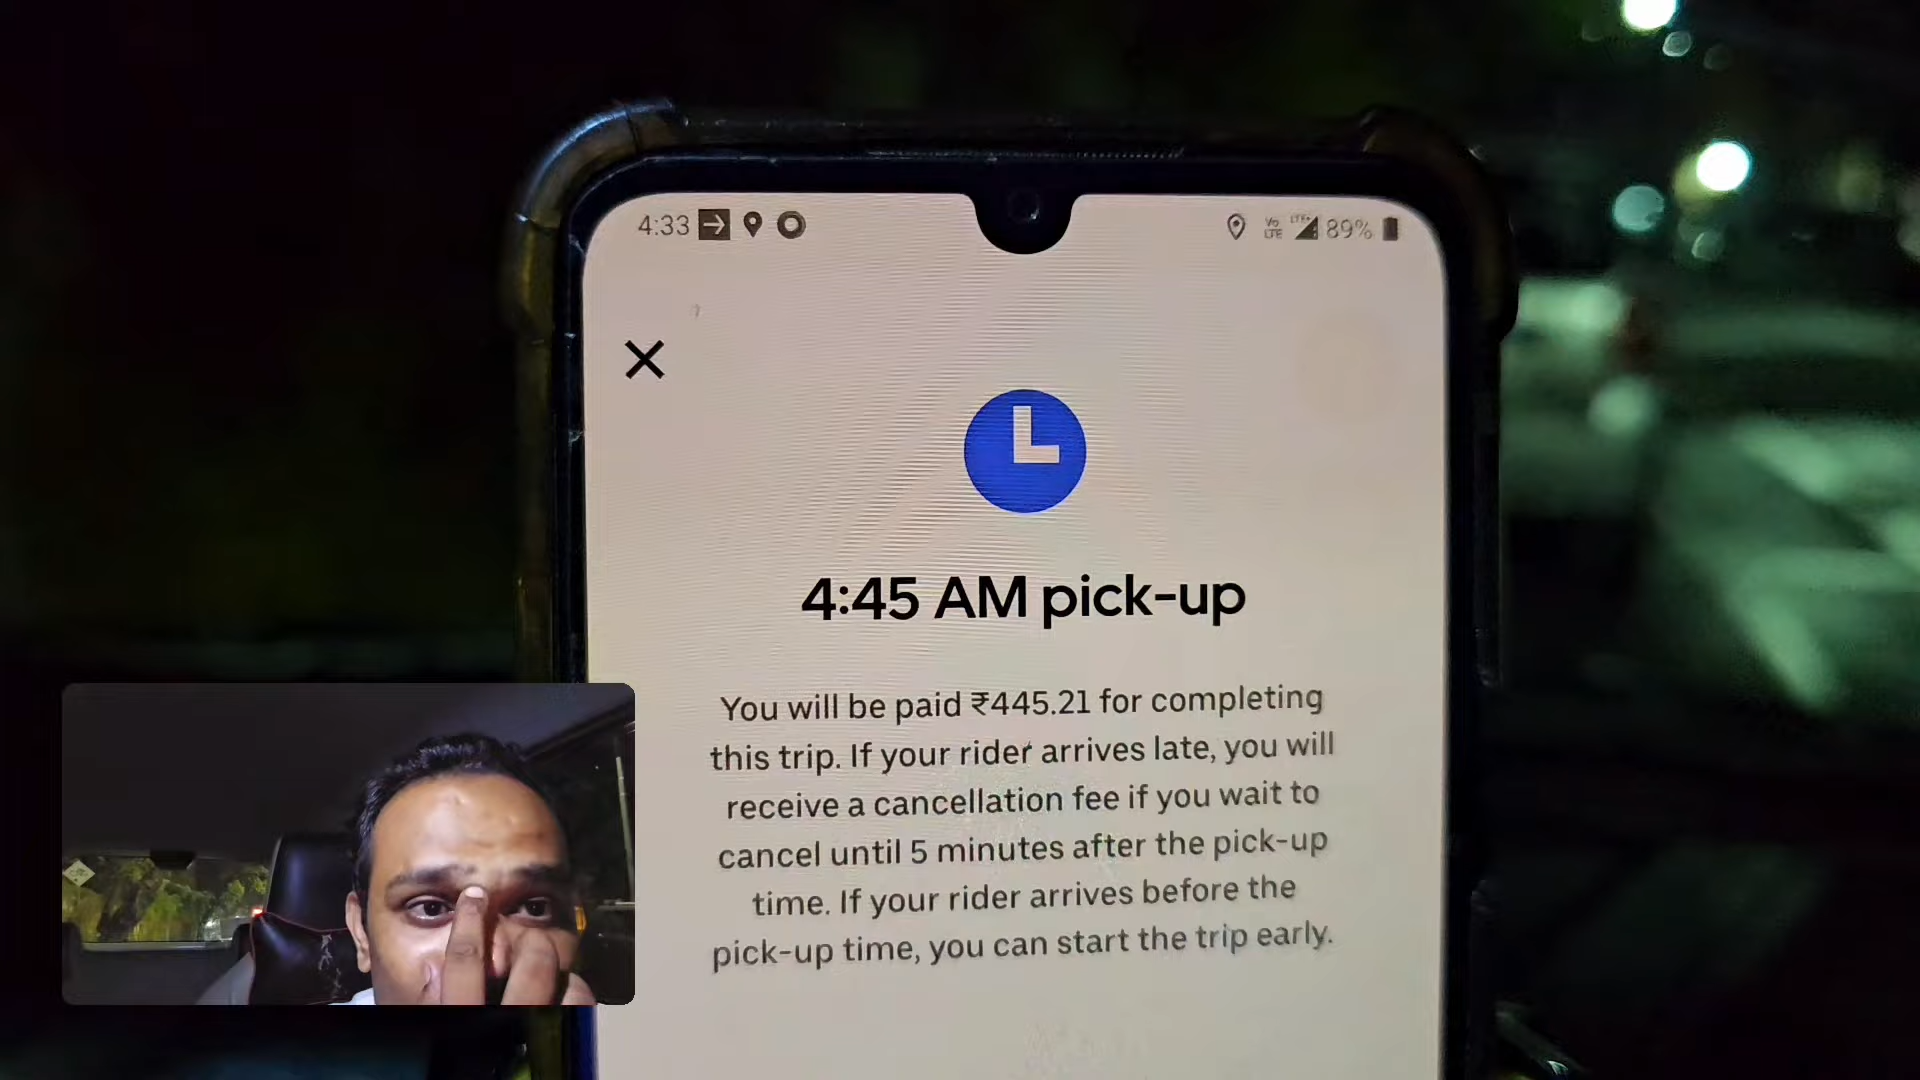 4:33 VoLTE LTE+ 89%
4:45 AM pick-up
You will be paid ₹445.21 for completing
this trip. If your rider arrives late, you will
receive a cancellation fee if you wait to
cancel until 5 minutes after the pick-up
time. If your rider arrives before the
pick-up time, you can start the trip early.